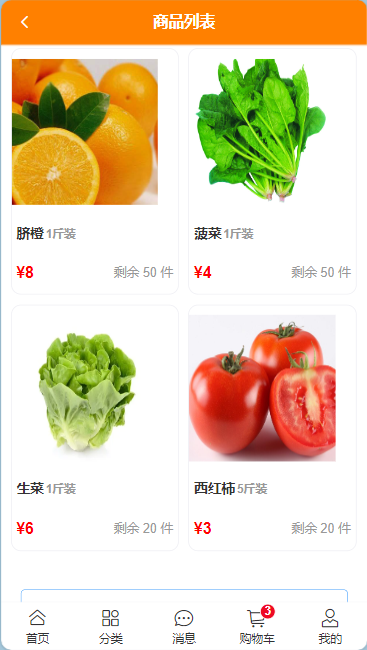 商品列表
脐橙 1斤装
¥8 剩余 50 件
菠菜 1斤装
¥4 剩余 50 件
生菜 1斤装
¥6 剩余 20 件
西红柿 5斤装
¥3 剩余 20 件
3
首页 分类 消息 购物车 我的